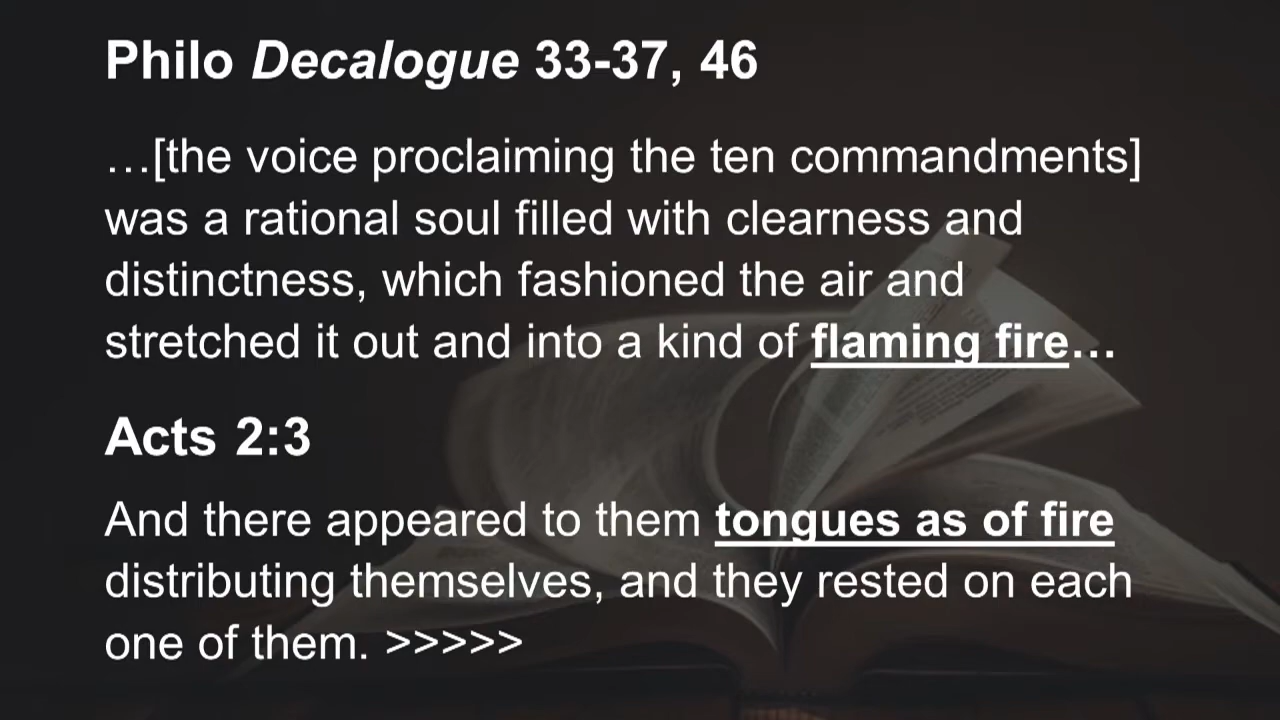 Philo Decalogue 33-37, 46
…[the voice proclaiming the ten commandments]
was a rational soul filled with clearness and
distinctness, which fashioned the air and
stretched it out and into a kind of flaming fire…
Acts 2:3
And there appeared to them tongues as of fire
distributing themselves, and they rested on each
one of them. >>>>>